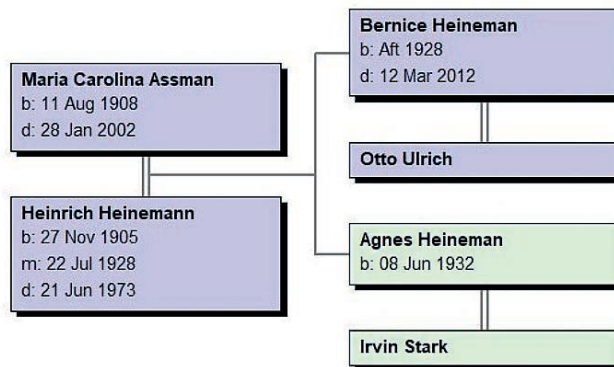 Maria Carolina Assman
b: 11 Aug 1908
d: 28 Jan 2002
Heinrich Heinemann
b: 27 Nov 1905
m: 22 Jul 1928
d: 21 Jun 1973
Bernice Heineman
b: Aft 1928
d: 12 Mar 2012
Otto Ulrich
Agnes Heineman
b: 08 Jun 1932
Irvin Stark